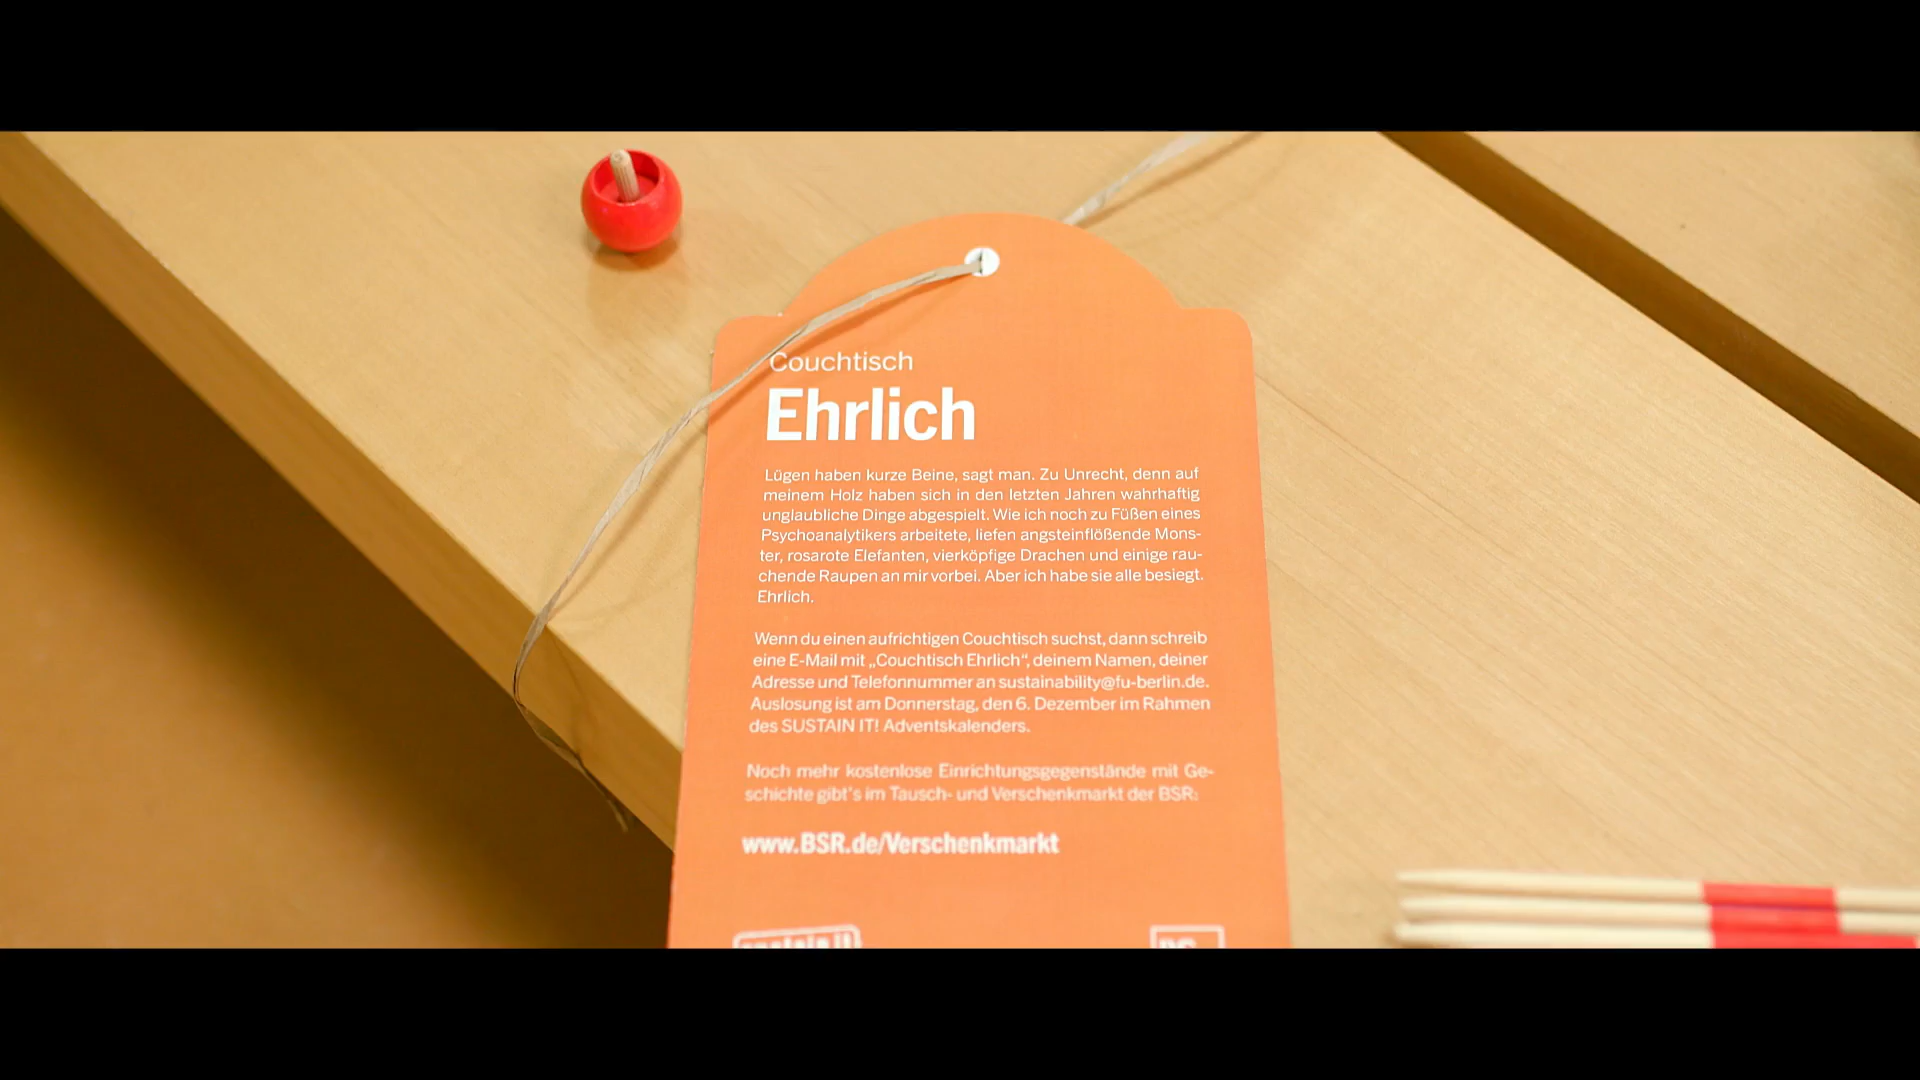 Couchtisch
Ehrlich
Lügen haben kurze Beine, sagt man. Zu Unrecht, denn auf
meinem Holz haben sich in den letzten Jahren wahrhaftig
unglaubliche Dinge abgespielt. Wie ich noch zu Füßen eines
Psychoanalytikers arbeitete, liefen angsteinflößende Mons-
ter, rosarote Elefanten, vierköpfige Drachen und einige rau-
chende Raupen an mir vorbei. Aber ich habe sie alle besiegt.
Ehrlich.
Wenn du einen aufrichtigen Couchtisch suchst, dann schreib
eine E-Mail mit „Couchtisch Ehrlich“, deinem Namen, deiner
Adresse und Telefonnummer an sustainability@fu-berlin.de.
Auslosung ist am Donnerstag, den 6. Dezember im Rahmen
des SUSTAIN IT! Adventskalenders.
Noch mehr kostenlose Einrichtungsgegenstände mit Ge-
schichte gibt's im Tausch- und Verschenkmarkt der BSR:
www.BSR.de/Verschenkmarkt